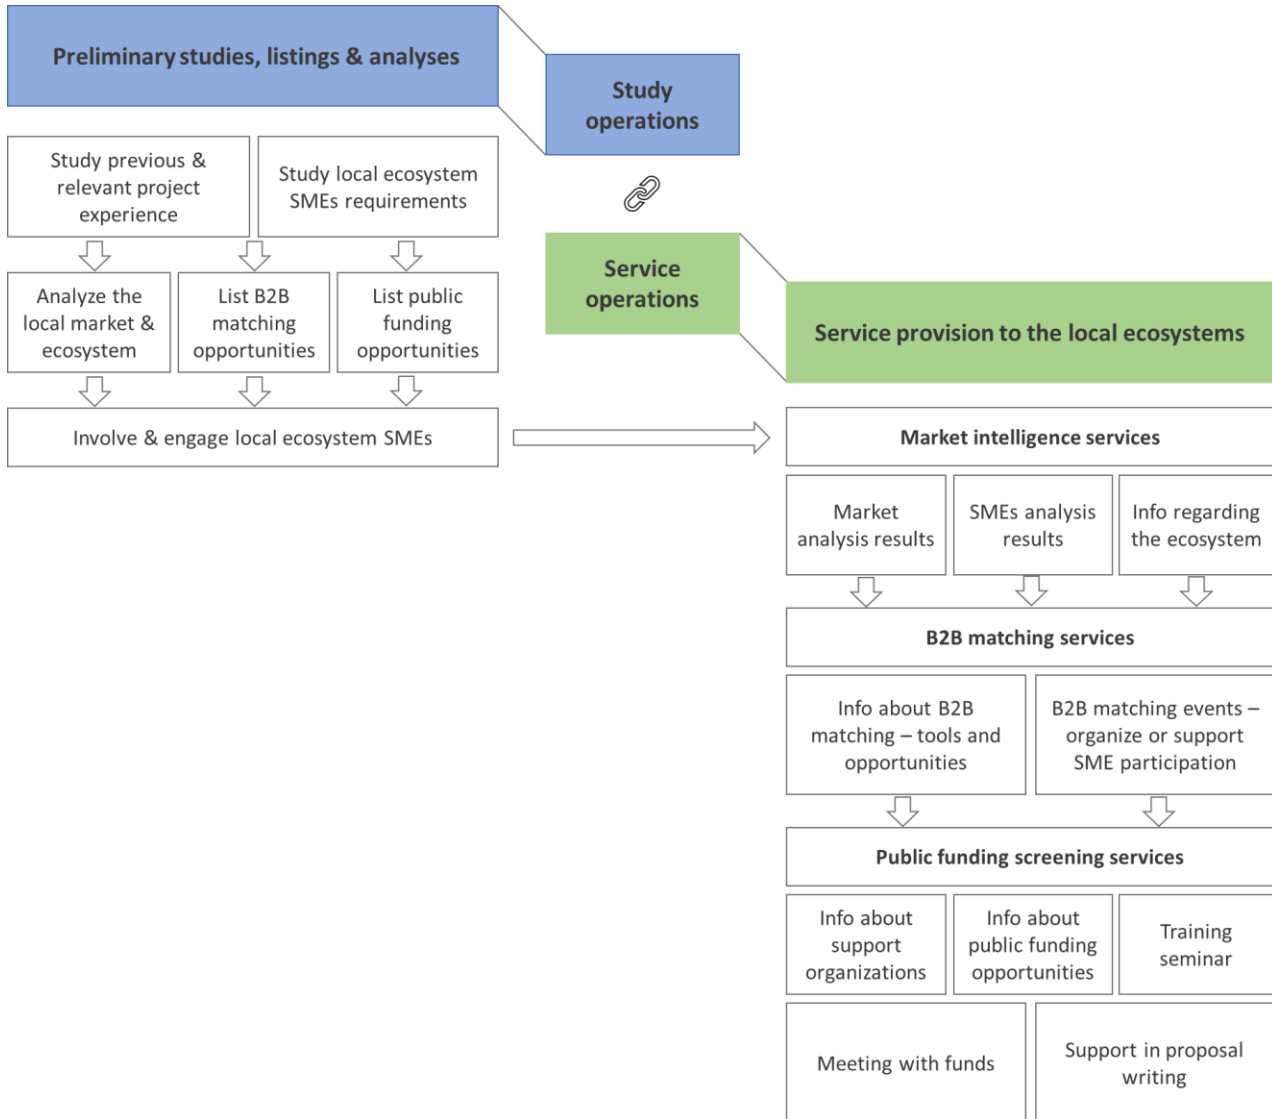 Preliminary studies, listings & analyses
Study
operations
Study previous &
relevant project
experience
Study local ecosystem
SMEs requirements
Analyze the
local market &
ecosystem
List B2B
matching
opportunities
List public
funding
opportunities
Involve & engage local ecosystem SMEs
Service
operations
Service provision to the local ecosystems
Market intelligence services
Market
analysis results
SMEs analysis
results
Info regarding
the ecosystem
B2B matching services
Info about B2B
matching – tools and
opportunities
B2B matching events –
organize or support
SME participation
Public funding screening services
Info about
support
organizations
Info about
public funding
opportunities
Training
seminar
Meeting with funds
Support in proposal
writing